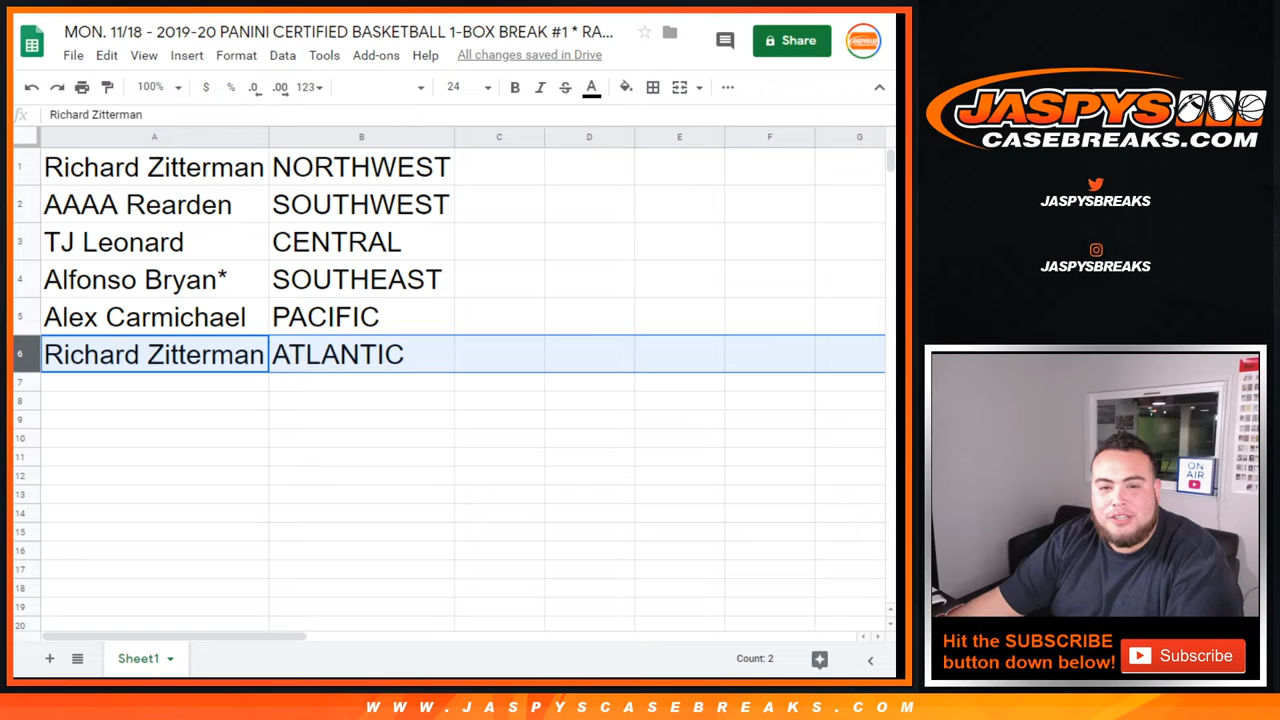 MON. 11/18 - 2019-20 PANINI CERTIFIED BASKETBALL 1-BOX BREAK #1 * RA...
File Edit View Insert Format Data Tools Add-ons Help All changes saved in Drive
Share
100% $ % .0 .00 123 24 B I S A
fx Richard Zitterman
A B C D E F G
1 Richard Zitterman NORTHWEST
2 AAAA Rearden SOUTHWEST
3 TJ Leonard CENTRAL
4 Alfonso Bryan* SOUTHEAST
5 Alex Carmichael PACIFIC
6 Richard Zitterman ATLANTIC
7
8
9
10
11
12
13
14
15
16
17
18
19
20
Sheet1
Count: 2
JASPYS
CASEBREAKS.COM
JASPYSBREAKS
JASPYSBREAKS
ON
AIR
Hit the SUBSCRIBE
button down below!
Subscribe
WWW.JASPYSCASEBREAKS.COM